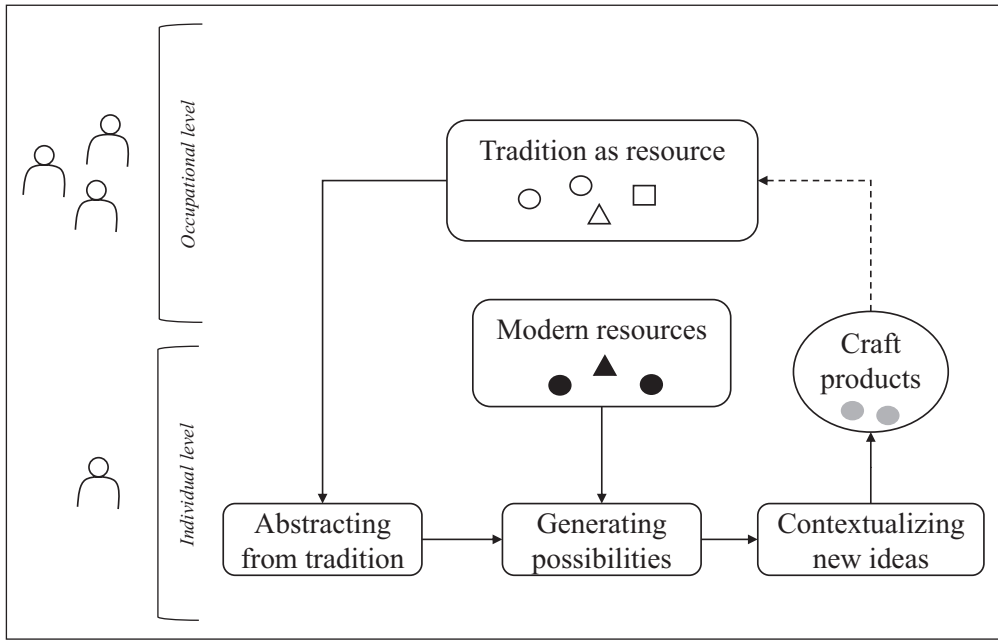 Occupational level
Tradition as resource
Modern resources
Craft
products
Individual level
Abstracting
from tradition
Generating
possibilities
Contextualizing
new ideas